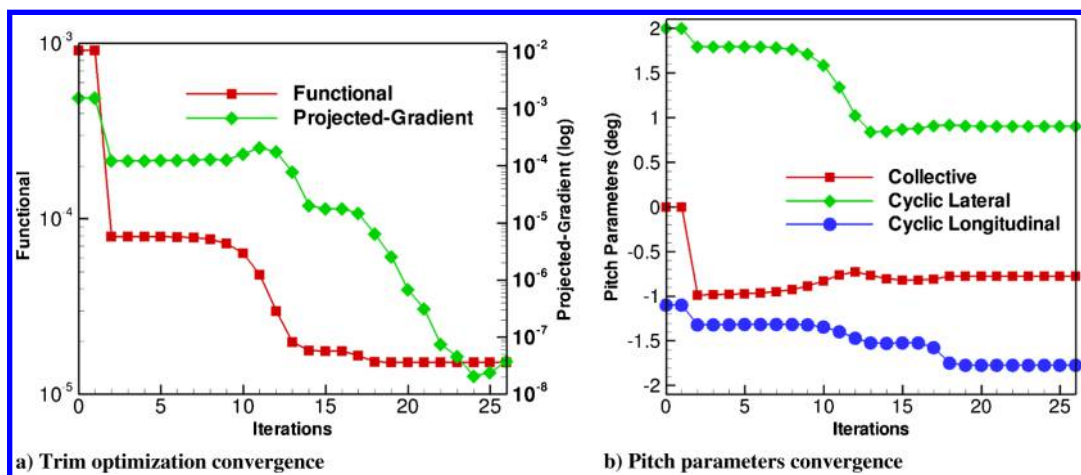 10^-3
10^-4
10^-5
Functional
10^-2
10^-3
10^-4
10^-5
10^-6
10^-7
10^-8
Projected-Gradient (log)
Functional
Projected-Gradient
0 5 10 15 20 25
Iterations
a) Trim optimization convergence
2
1.5
1
0.5
0
-0.5
-1
-1.5
-2
Pitch Parameters (deg)
Collective
Cyclic Lateral
Cyclic Longitudinal
0 5 10 15 20 25
Iterations
b) Pitch parameters convergence